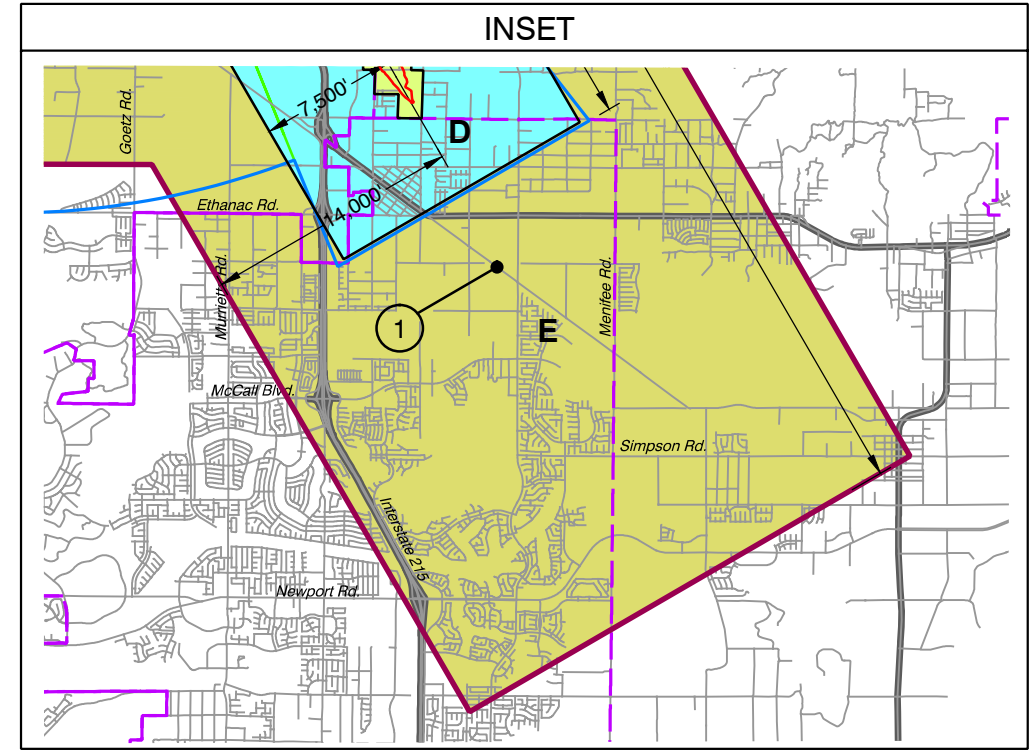 INSET
Goetz Rd.
7,500'
D
14,000'
Ethanac Rd.
Murrieta Rd.
Menifee Rd.
1
E
McCall Blvd.
Simpson Rd.
Interstate 215
Newport Rd.